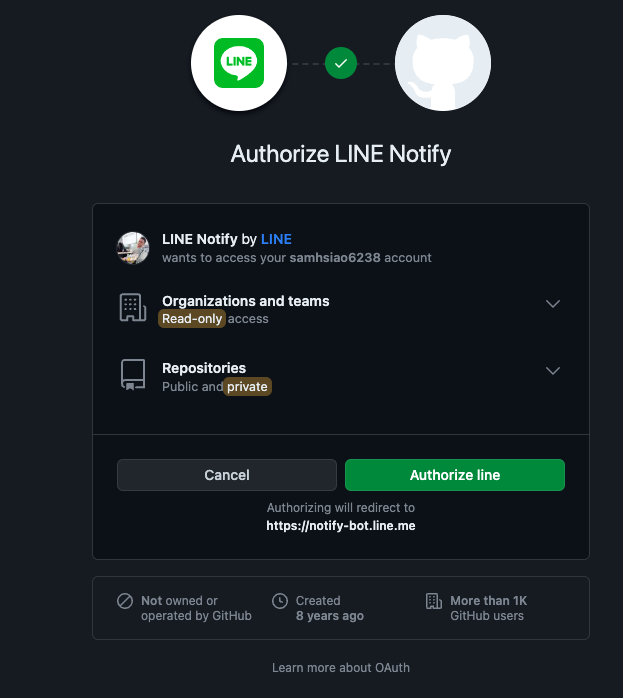 LINE
Authorize LINE Notify
LINE Notify by LINE
wants to access your samhsiao6238 account
Organizations and teams
Read-only access
Repositories
Public and private
Cancel
Authorize line
Authorizing will redirect to
https://notify-bot.line.me
Not owned or
operated by GitHub
Created
8 years ago
More than 1K
GitHub users
Learn more about OAuth